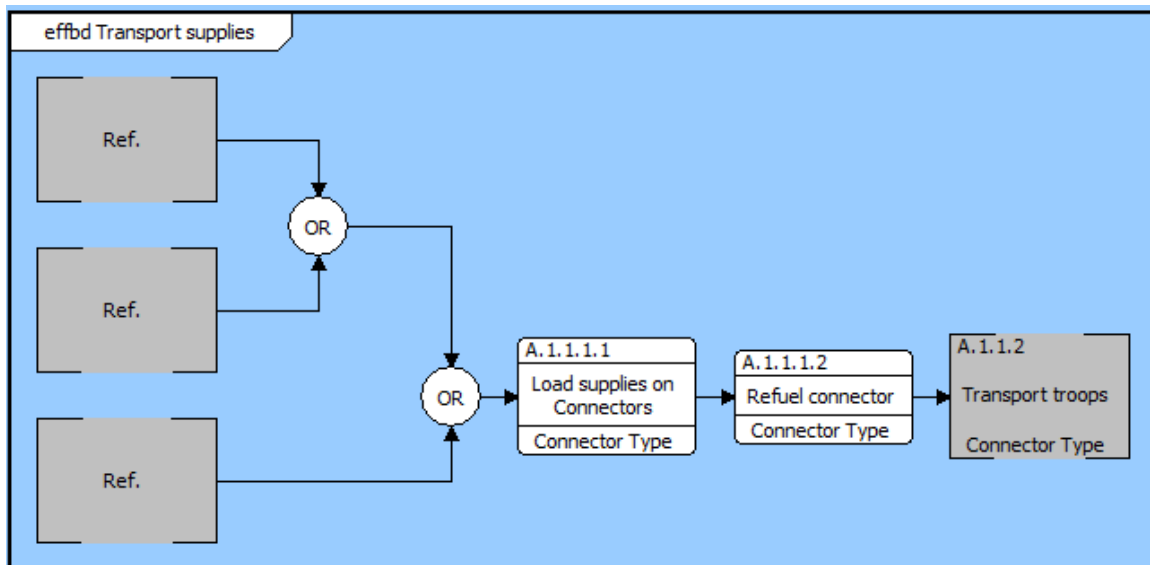 effbd Transport supplies
Ref.
OR
Ref.
OR
Ref.
A.1.1.1.1
Load supplies on
Connectors
Connector Type
A.1.1.1.2
Refuel connector
Connector Type
A.1.1.2
Transport troops
Connector Type